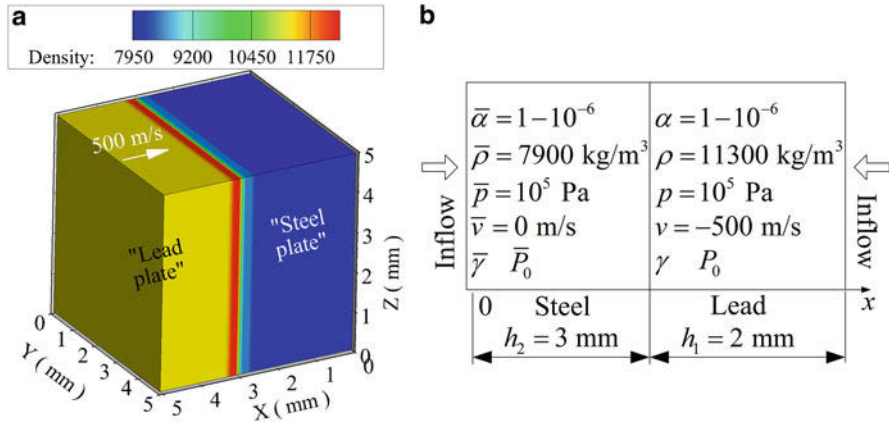 a
Density: 7950 9200 10450 11750
500 m/s
"Lead plate"
"Steel plate"
5
4
3
2
1
0
Z ( mm )
0
1
2
3
4
5
Y ( mm )
5 4 3 2 1 0
X ( mm )
b
Inflow
α̅ = 1−10⁻⁶
ρ̅ = 7900 kg/m³
p̅ = 10⁵ Pa
v̅ = 0 m/s
γ̅ P̅₀
α = 1−10⁻⁶
ρ = 11300 kg/m³
p = 10⁵ Pa
v = −500 m/s
γ P₀
Inflow
0 Steel Lead x
h₂ = 3 mm h₁ = 2 mm